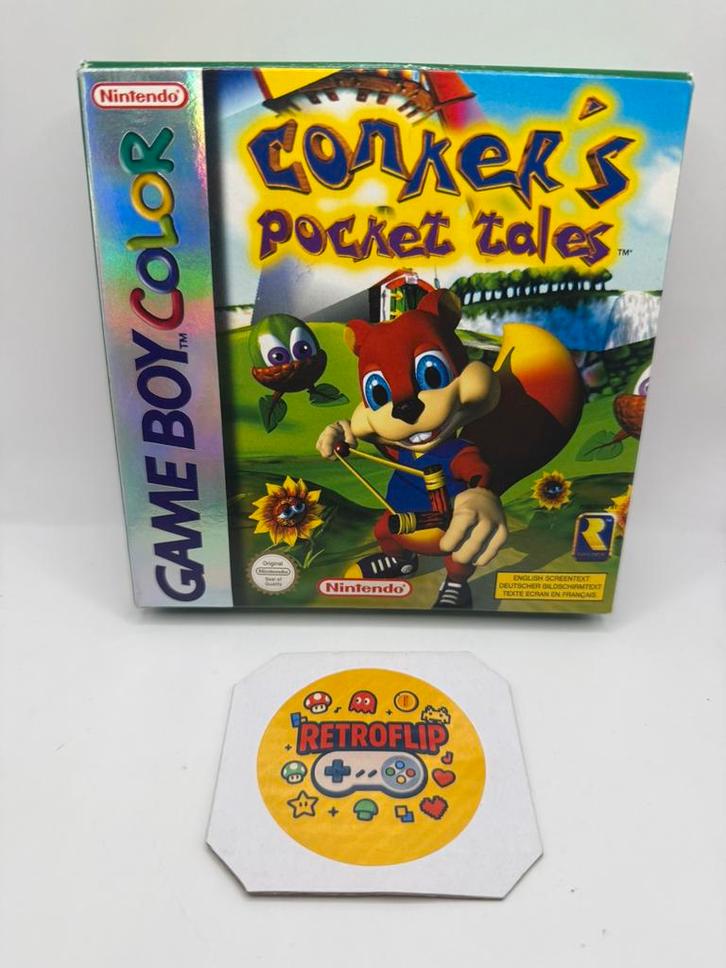 Nintendo
GAME BOY COLOR
TM
CONKER'S
POCKET TALES
TM
Original
Nintendo
Seal of
Quality
Nintendo
R
ENGLISH SCREENTEXT
DEUTSCHER BILDSCHIRMTEXT
TEXTE ECRAN EN FRANÇAIS
RETROFLIP